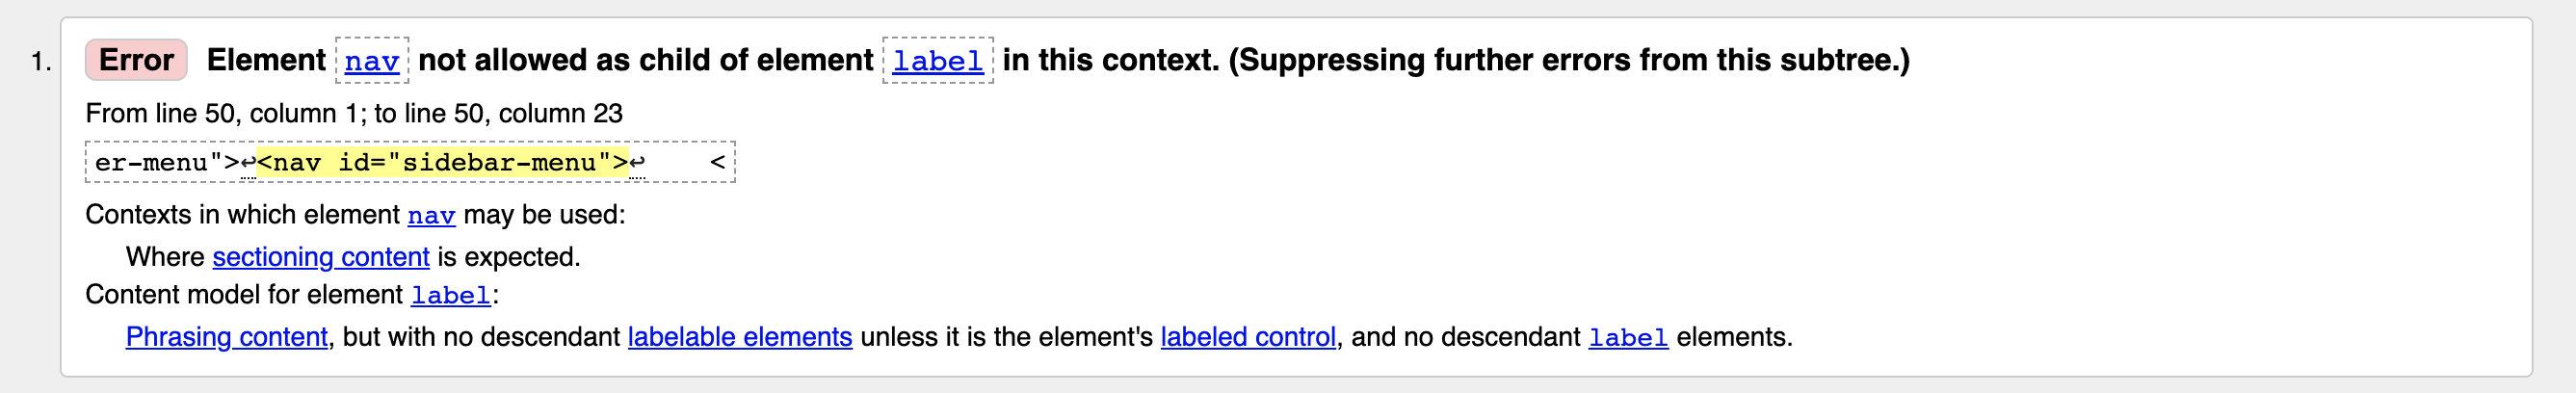 1. Error Element nav not allowed as child of element label in this context. (Suppressing further errors from this subtree.)
From line 50, column 1; to line 50, column 23
er-menu">↩<nav id="sidebar-menu">↩    <
Contexts in which element nav may be used:
Where sectioning content is expected.
Content model for element label:
Phrasing content, but with no descendant labelable elements unless it is the element's labeled control, and no descendant label elements.